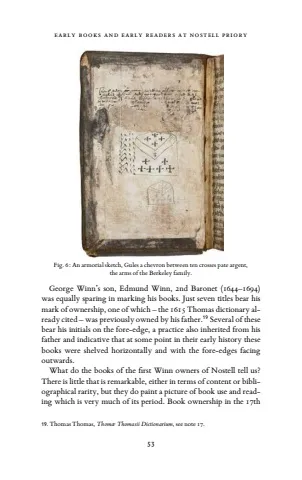 EARLY BOOKS AND EARLY READERS AT NOSTELL PRIORY
Fig. 6: An armorial sketch, Gules a chevron between ten crosses pate argent,
the arms of the Berkeley family.
George Winn's son, Edmund Winn, 2nd Baronet (1644–1694)
was equally sparing in marking his books. Just seven titles bear his
mark of ownership, one of which – the 1615 Thomas dictionary al-
ready cited – was previously owned by his father.¹⁹ Several of these
bear his initials on the fore-edge, a practice also inherited from his
father and indicative that at some point in their early history these
books were shelved horizontally and with the fore-edges facing
outwards.
What do the books of the first Winn owners of Nostell tell us?
There is little that is remarkable, either in terms of content or bibli-
ographical rarity, but they do paint a picture of book use and read-
ing which is very much of its period. Book ownership in the 17th
19. Thomas Thomas, Thomæ Thomasii Dictionarium, see note 17.
53